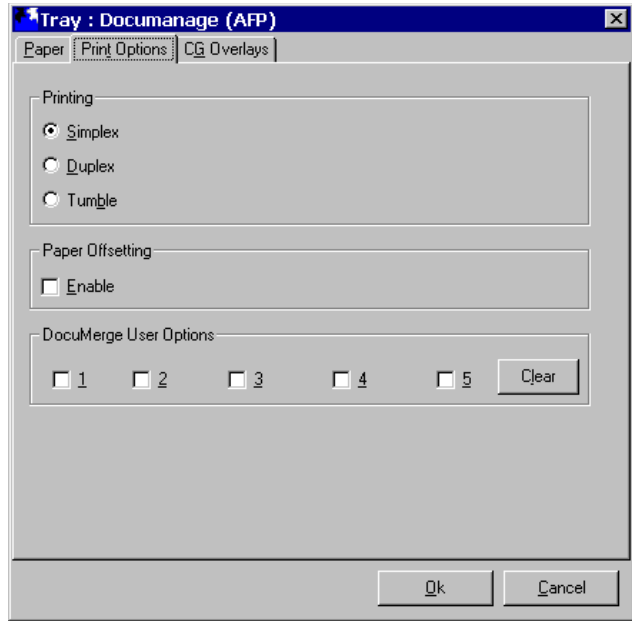 Tray : Documanage (AFP)
Paper Print Options CG Overlays
Printing
Simplex
Duplex
Tumble
Paper Offsetting
Enable
DocuMerge User Options
1 2 3 4 5 Clear
Ok Cancel